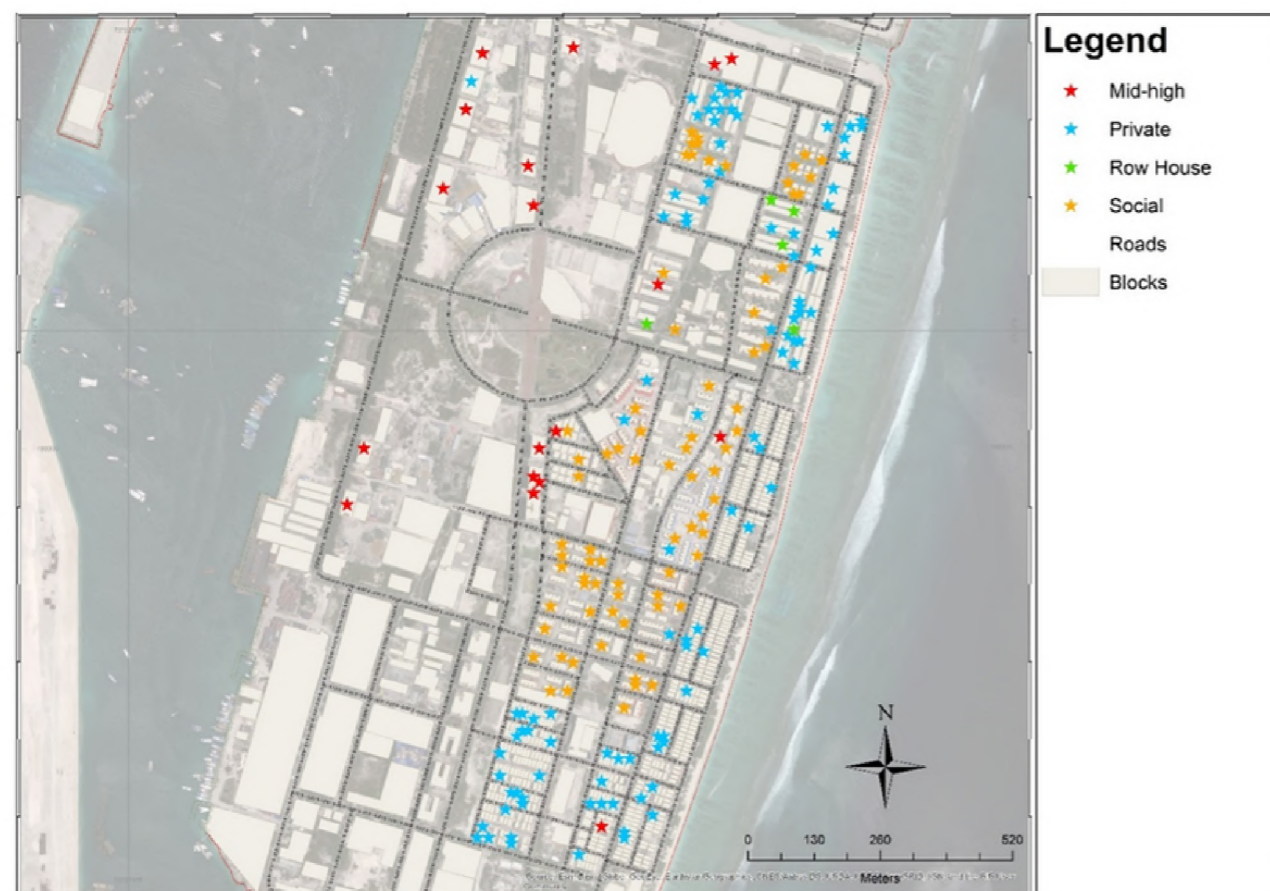 Legend
Mid-high
Private
Row House
Social
Roads
Blocks
N
0 130 260 520
Meters